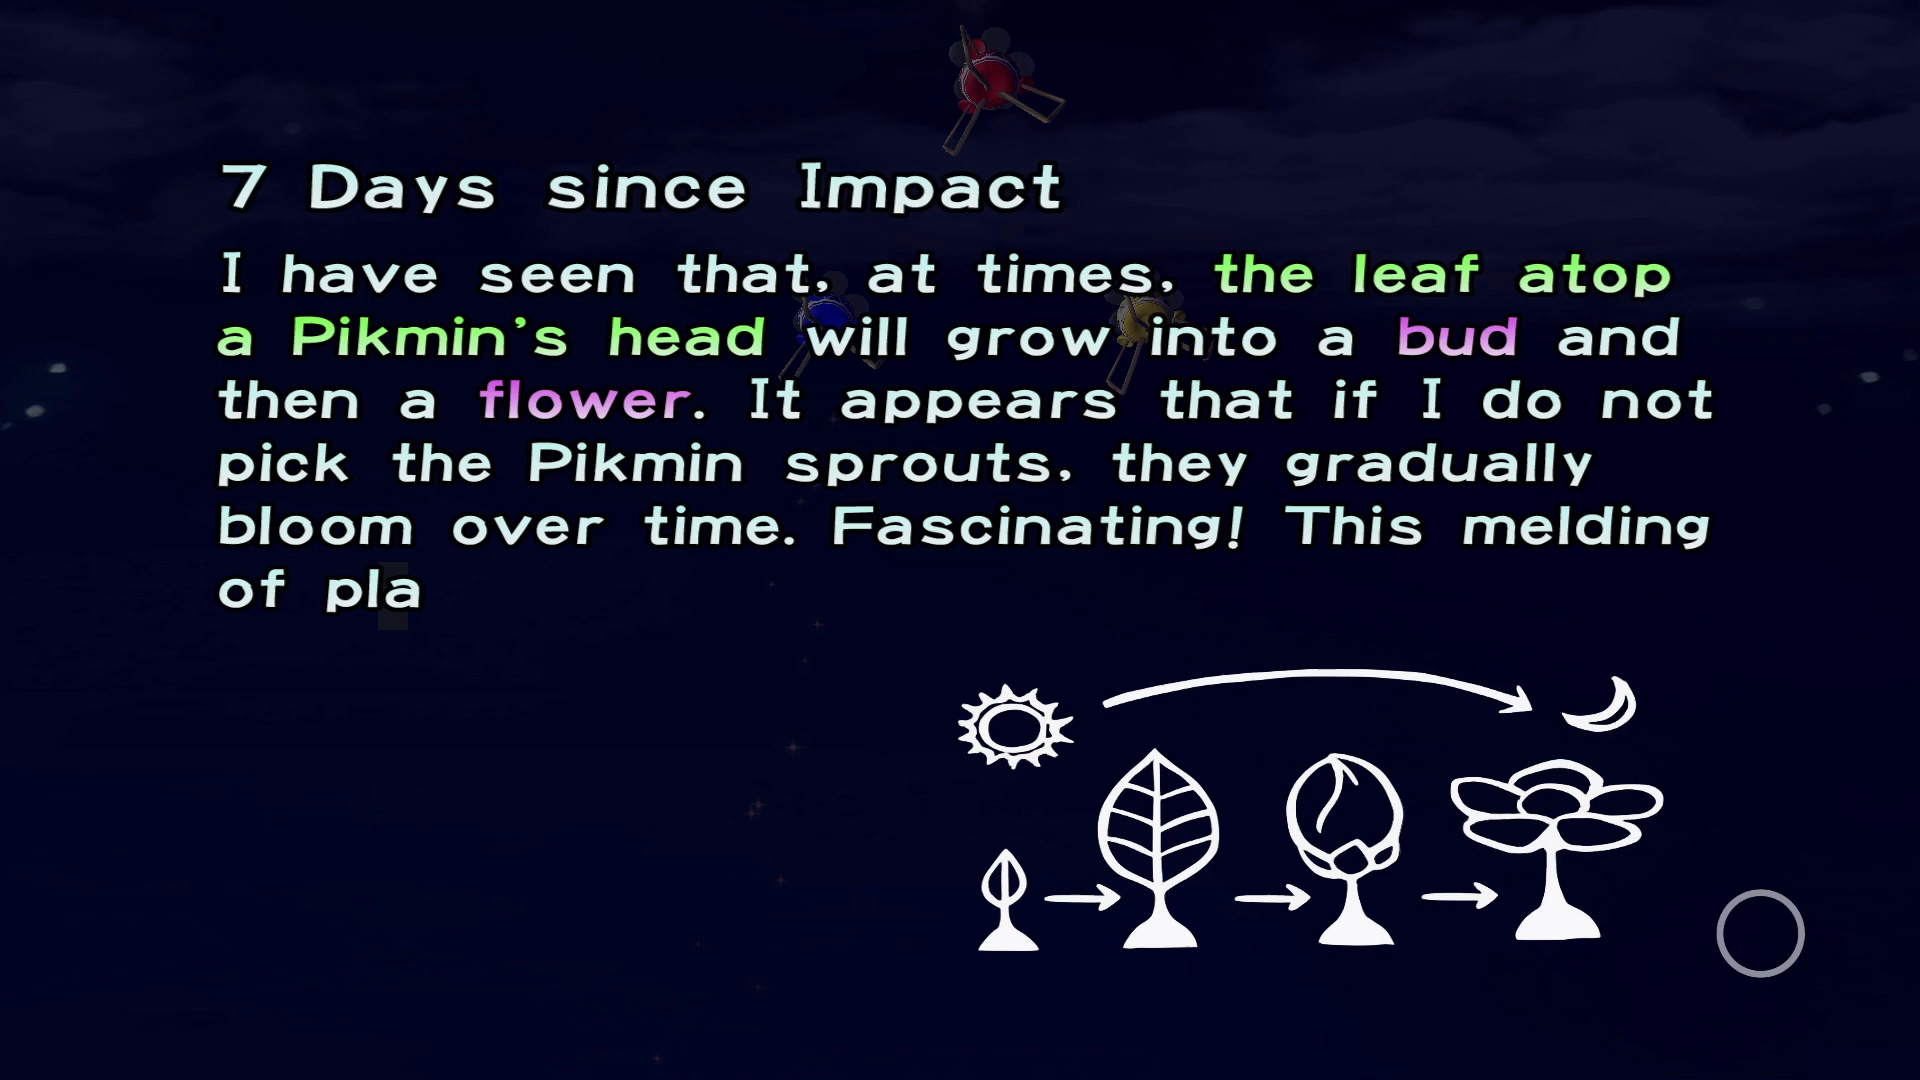 7 Days since Impact
I have seen that, at times, the leaf atop
a Pikmin's head will grow into a bud and
then a flower. It appears that if I do not
pick the Pikmin sprouts, they gradually
bloom over time. Fascinating! This melding
of pla